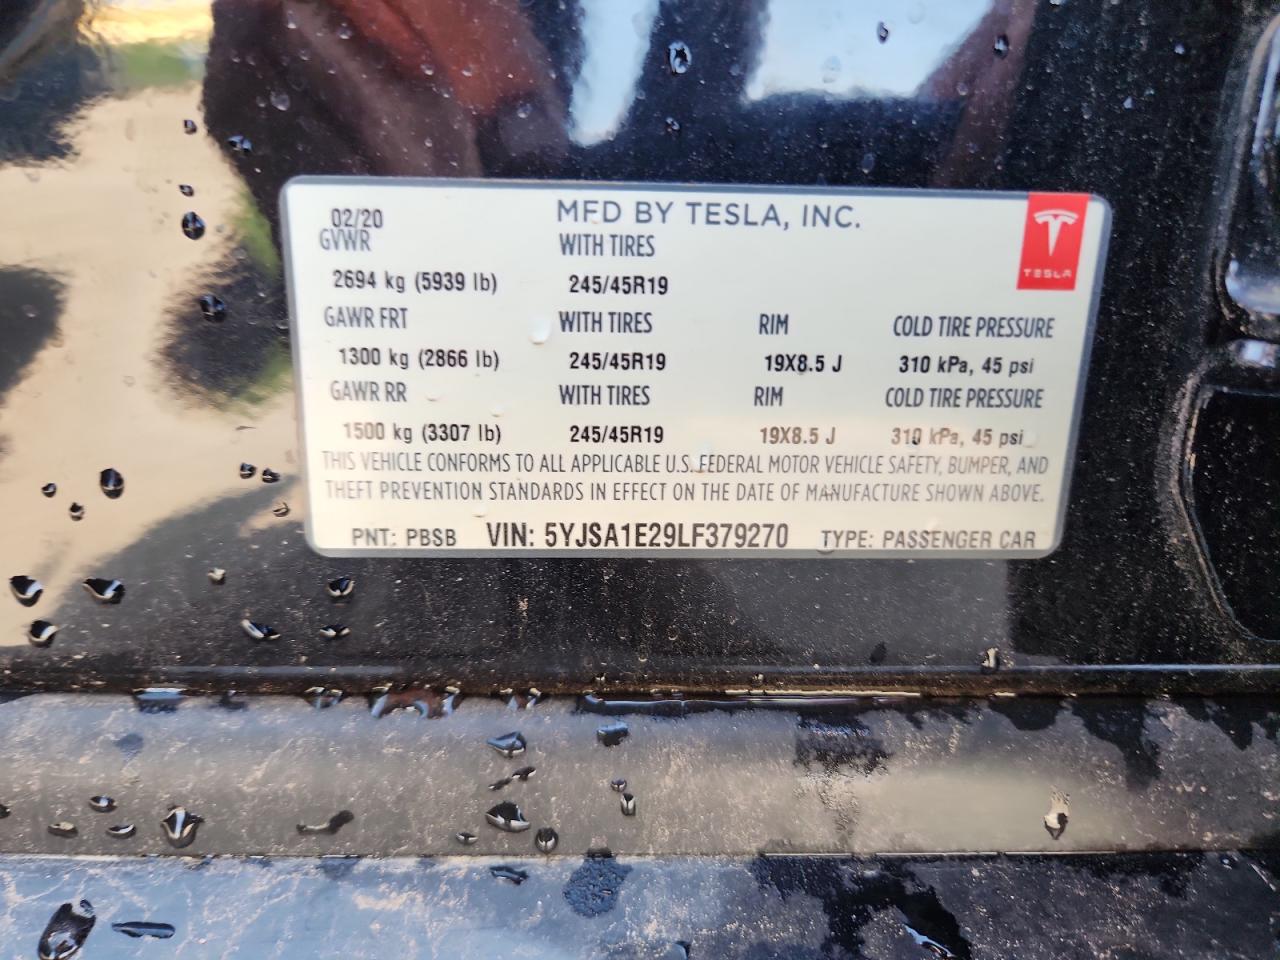 02/20 MFD BY TESLA, INC.
TESLA
GVWR WITH TIRES
2694 kg (5939 lb) 245/45R19
GAWR FRT WITH TIRES RIM COLD TIRE PRESSURE
1300 kg (2866 lb) 245/45R19 19X8.5 J 310 kPa, 45 psi
GAWR RR WITH TIRES RIM COLD TIRE PRESSURE
1500 kg (3307 lb) 245/45R19 19X8.5 J 310 kPa, 45 psi
THIS VEHICLE CONFORMS TO ALL APPLICABLE U.S. FEDERAL MOTOR VEHICLE SAFETY, BUMPER, AND
THEFT PREVENTION STANDARDS IN EFFECT ON THE DATE OF MANUFACTURE SHOWN ABOVE.
PNT: PBSB VIN: 5YJSA1E29LF379270 TYPE: PASSENGER CAR